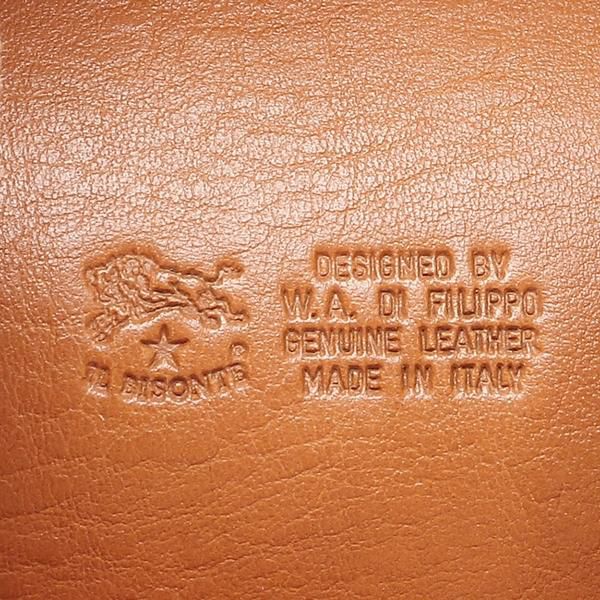 IL BISONTE®
DESIGNED BY
W.A. DI FILIPPO
GENUINE LEATHER
MADE IN ITALY